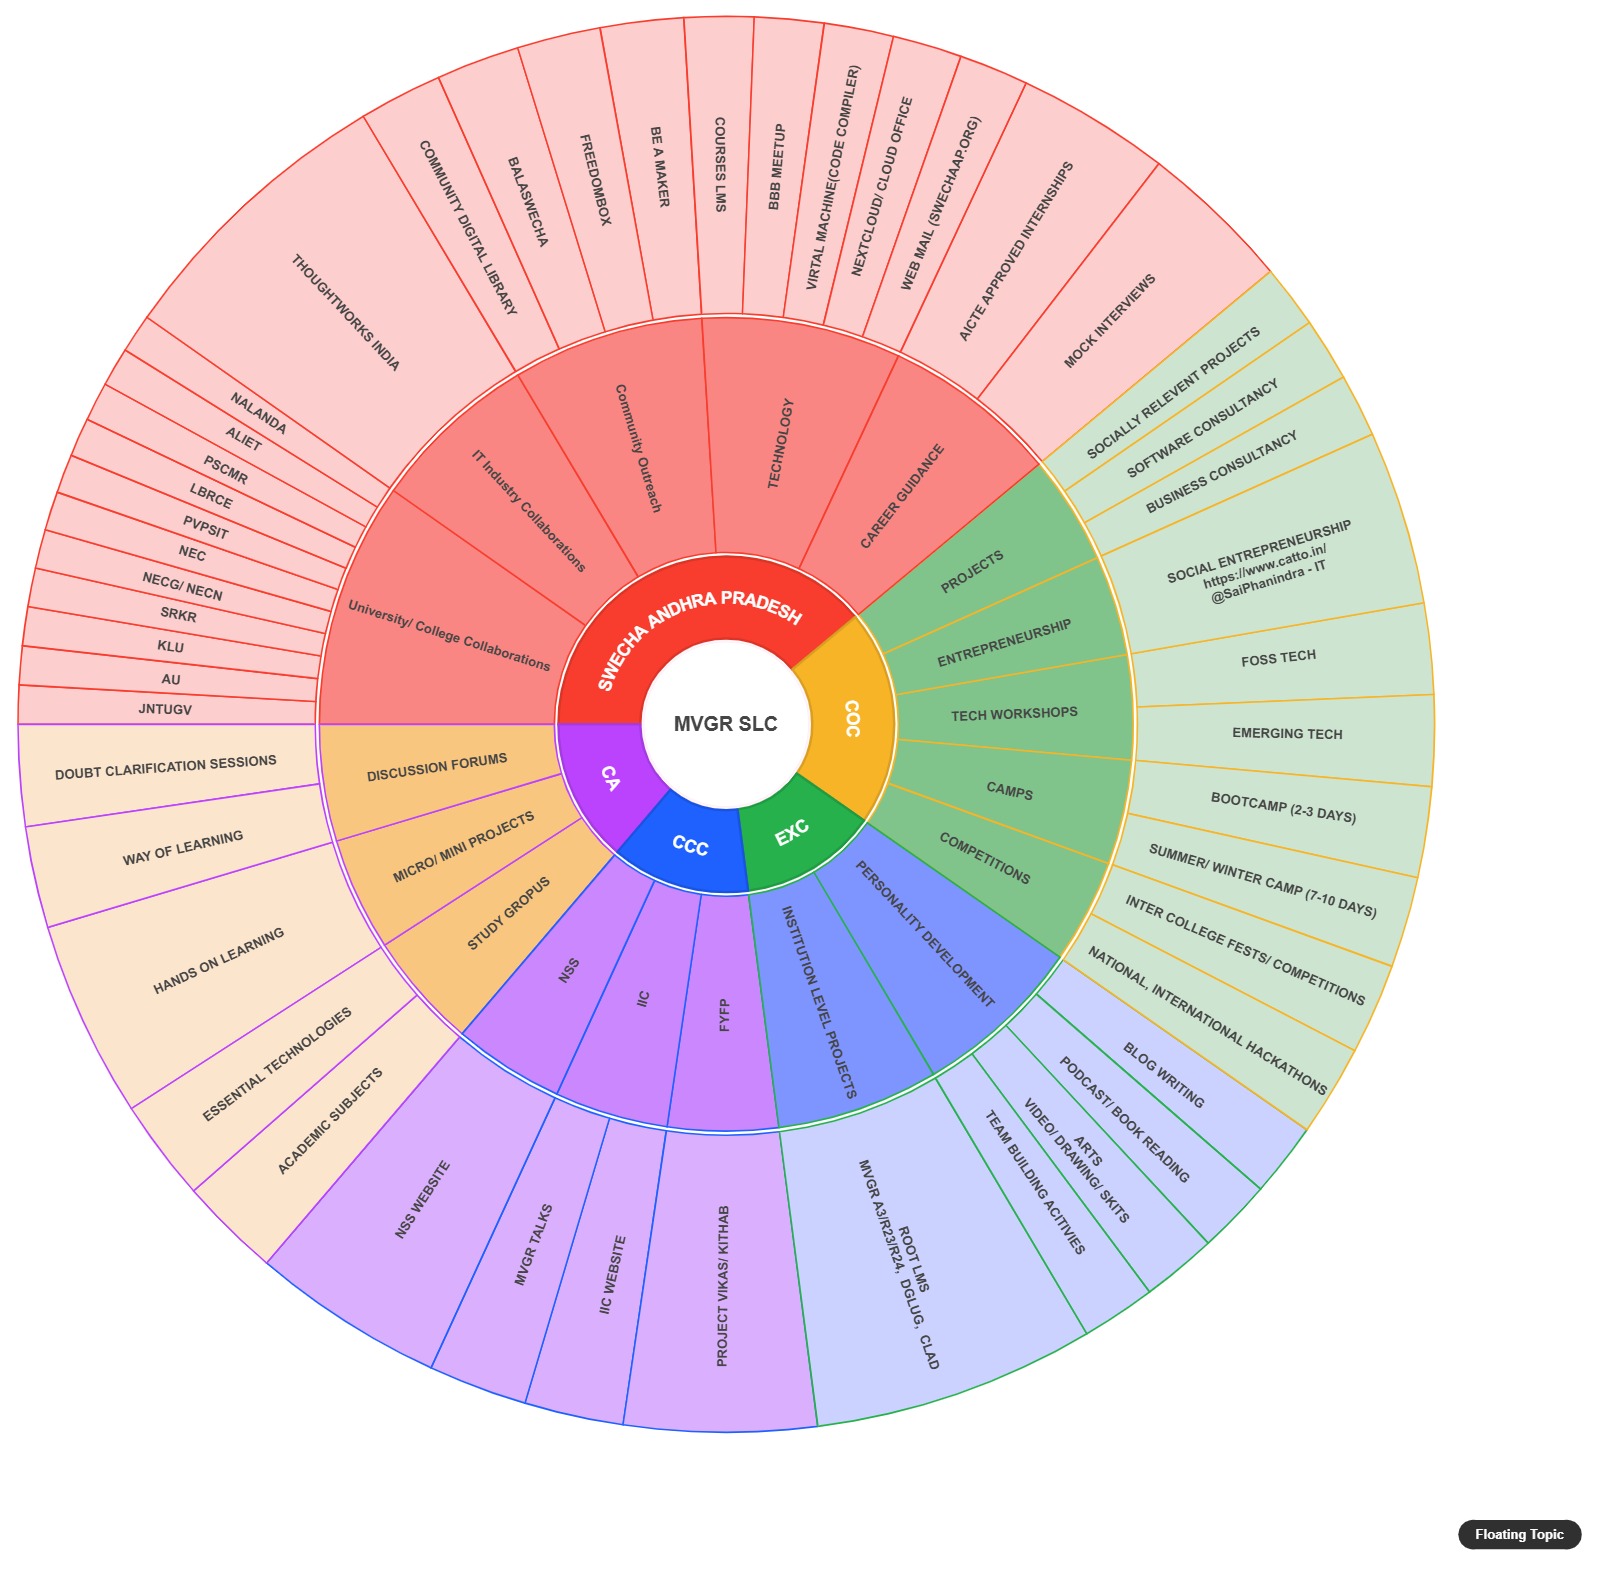 MVGR SLC
SWECHA ANDHRA PRADESH
COC
EXC
CCC
CA
University/ College Collaborations
IT Industry Collaborations
Community Outreach
TECHNOLOGY
CAREER GUIDANCE
PROJECTS
ENTREPRENEURSHIP
TECH WORKSHOPS
CAMPS
COMPETITIONS
PERSONALITY DEVELOPMENT
INSTITUTION LEVEL PROJECTS
FYFP
IIC
NSS
STUDY GROPUS
MICRO/ MINI PROJECTS
DISCUSSION FORUMS
JNTUGV
AU
KLU
SRKR
NECG/ NECN
NEC
PVPSIT
LBRCE
PSCMR
ALIET
NALANDA
THOUGHTWORKS INDIA
COMMUNITY DIGITAL LIBRARY
BALASWECHA
FREEDOMBOX
BE A MAKER
COURSES LMS
BBB MEETUP
VIRTAL MACHINE(CODE COMPILER)
NEXTCLOUD/ CLOUD OFFICE
WEB MAIL (SWECHAAP.ORG)
AICTE APPROVED INTERNSHIPS
MOCK INTERVIEWS
SOCIALLY RELEVENT PROJECTS
SOFTWARE CONSULTANCY
BUSINESS CONSULTANCY
SOCIAL ENTREPRENEURSHIP
https://www.catto.in/
@SaiPhanindra - IT
FOSS TECH
EMERGING TECH
BOOTCAMP (2-3 DAYS)
SUMMER/ WINTER CAMP (7-10 DAYS)
INTER COLLEGE FESTS/ COMPETITIONS
NATIONAL, INTERNATIONAL HACKATHONS
BLOG WRITING
PODCAST/ BOOK READING
ARTS
VIDEO/ DRAWING/ SKITS
TEAM BUILDING ACITIVIES
ROOT LMS
MVGR A3/R23/R24, DGLUG, CLAD
PROJECT VIKAS/ KITHAB
IIC WEBSITE
MVGR TALKS
NSS WEBSITE
ACADEMIC SUBJECTS
ESSENTIAL TECHNOLOGIES
HANDS ON LEARNING
WAY OF LEARNING
DOUBT CLARIFICATION SESSIONS
Floating Topic